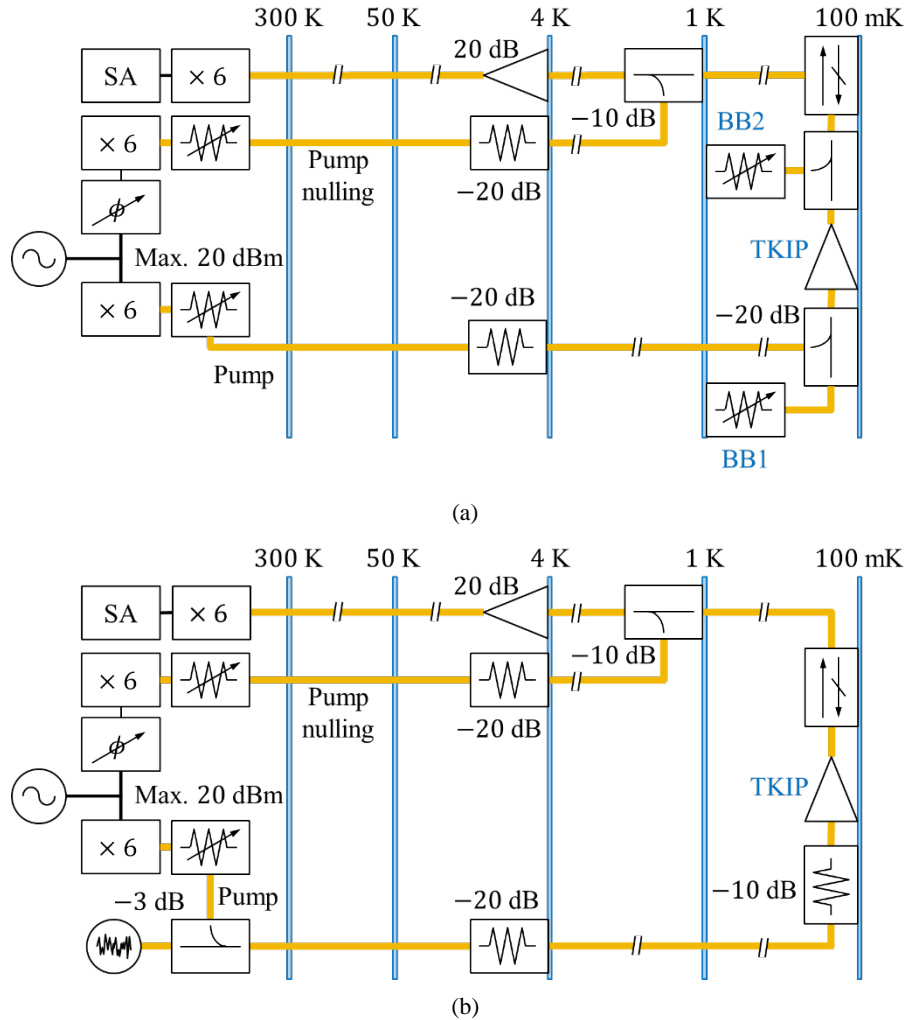 300 K 50 K 4 K 1 K 100 mK
20 dB
SA × 6
−10 dB
BB2
× 6
Pump nulling
−20 dB
ϕ
TKIP
Max. 20 dBm
−20 dB
−20 dB
× 6
Pump
BB1
(a)
300 K 50 K 4 K 1 K 100 mK
20 dB
SA × 6
−10 dB
× 6
Pump nulling
−20 dB
ϕ
TKIP
Max. 20 dBm
× 6
−10 dB
−3 dB
Pump
−20 dB
(b)